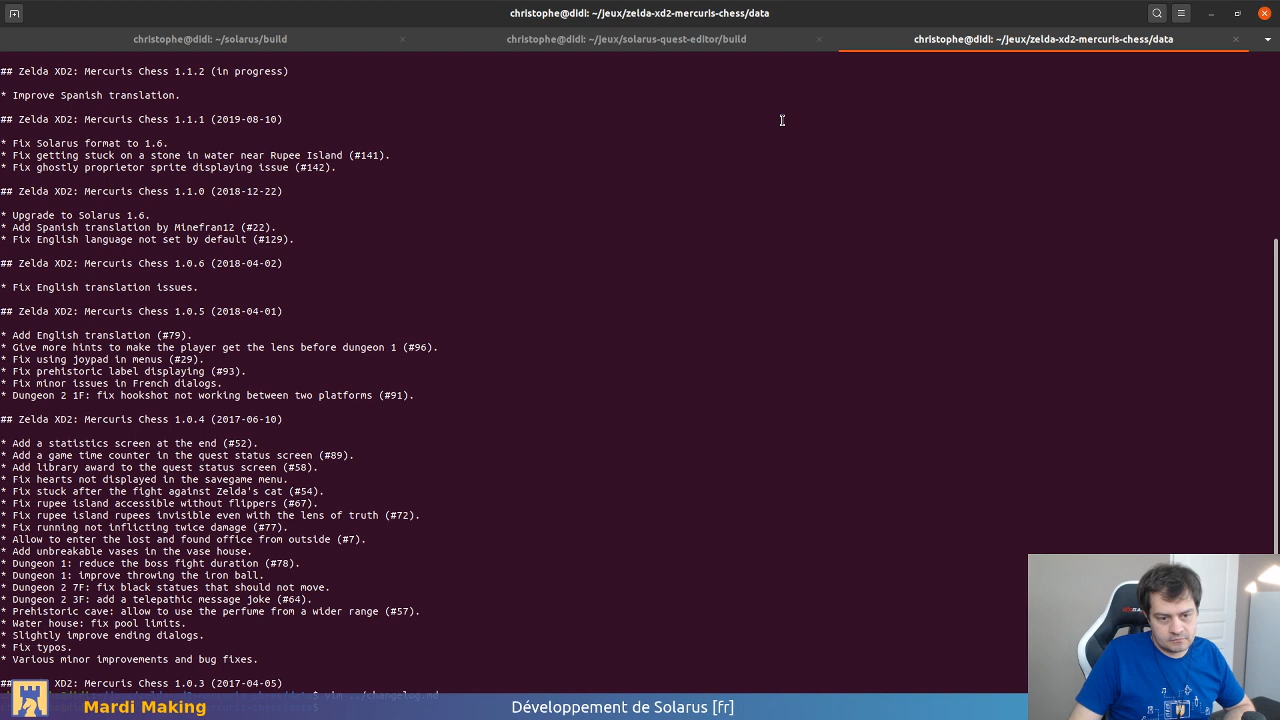 christophe@didi: ~/jeux/zelda-xd2-mercuris-chess/data
christophe@didi: ~/solarus/build
christophe@didi: ~/jeux/solarus-quest-editor/build
christophe@didi: ~/jeux/zelda-xd2-mercuris-chess/data
## Zelda XD2: Mercuris Chess 1.1.2 (in progress)
* Improve Spanish translation.
## Zelda XD2: Mercuris Chess 1.1.1 (2019-08-10)
* Fix Solarus format to 1.6.
* Fix getting stuck on a stone in water near Rupee Island (#141).
* Fix ghostly proprietor sprite displaying issue (#142).
## Zelda XD2: Mercuris Chess 1.1.0 (2018-12-22)
* Upgrade to Solarus 1.6.
* Add Spanish translation by Minefran12 (#22).
* Fix English language not set by default (#129).
## Zelda XD2: Mercuris Chess 1.0.6 (2018-04-02)
* Fix English translation issues.
## Zelda XD2: Mercuris Chess 1.0.5 (2018-04-01)
* Add English translation (#79).
* Give more hints to make the player get the lens before dungeon 1 (#96).
* Fix using joypad in menus (#29).
* Fix prehistoric label displaying (#93).
* Fix minor issues in French dialogs.
* Dungeon 2 1F: fix hookshot not working between two platforms (#91).
## Zelda XD2: Mercuris Chess 1.0.4 (2017-06-10)
* Add a statistics screen at the end (#52).
* Add a game time counter in the quest status screen (#89).
* Add library award to the quest status screen (#58).
* Fix hearts not displayed in the savegame menu.
* Fix stuck after the fight against Zelda's cat (#54).
* Fix rupee island accessible without flippers (#67).
* Fix rupee island rupees invisible even with the lens of truth (#72).
* Fix running not inflicting twice damage (#77).
* Allow to enter the lost and found office from outside (#7).
* Add unbreakable vases in the vase house.
* Dungeon 1: reduce the boss fight duration (#78).
* Dungeon 1: improve throwing the iron ball.
* Dungeon 2 7F: fix black statues that should not move.
* Dungeon 2 3F: add a telepathic message joke (#64).
* Prehistoric cave: allow to use the perfume from a wider range (#57).
* Water house: fix pool limits.
* Slightly improve ending dialogs.
* Fix typos.
* Various minor improvements and bug fixes.
## Zelda XD2: Mercuris Chess 1.0.3 (2017-04-05)
$ vim ../changelog.md
Mardi Making
Développement de Solarus [fr]